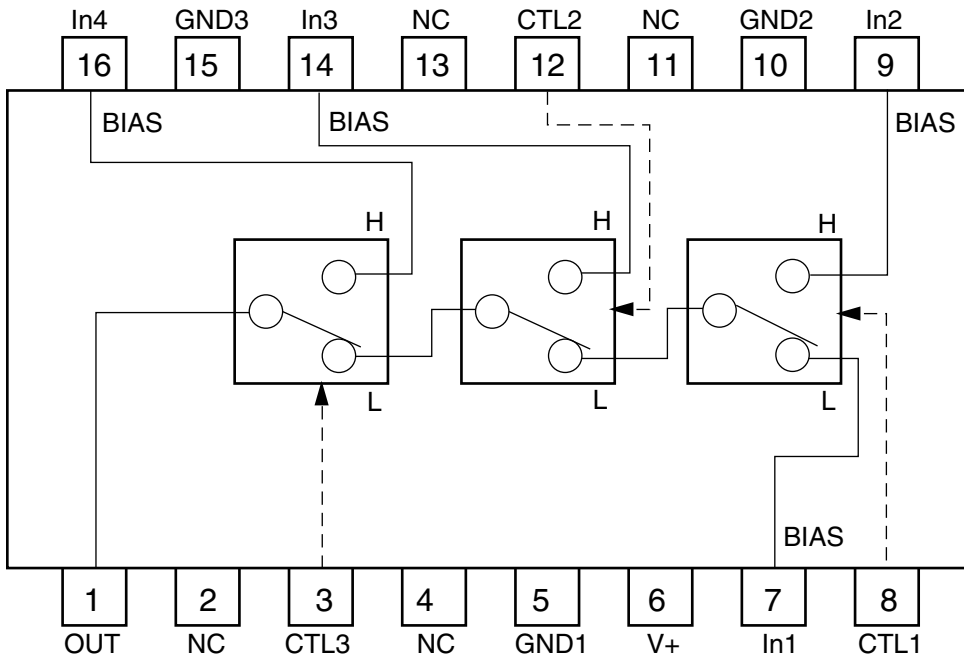 In4 GND3 In3 NC CTL2 NC GND2 In2
16 15 14 13 12 11 10 9
BIAS BIAS BIAS
H H H
L L L
BIAS
1 2 3 4 5 6 7 8
OUT NC CTL3 NC GND1 V+ In1 CTL1